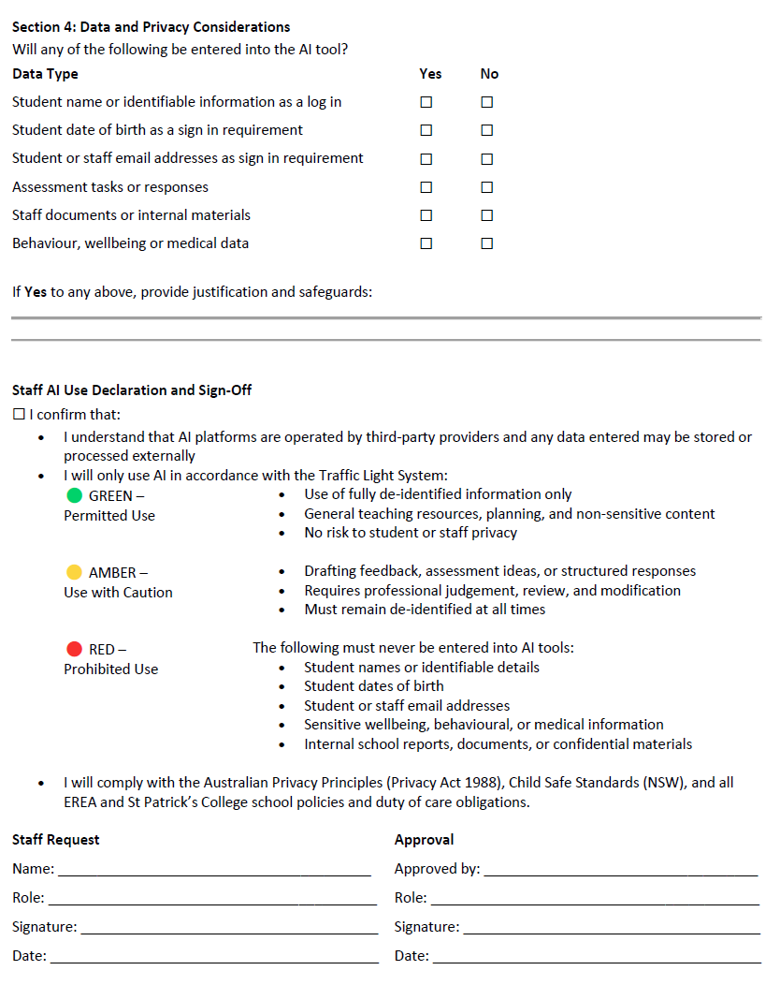 Section 4: Data and Privacy Considerations
Will any of the following be entered into the AI tool?
Data Type Yes No
Student name or identifiable information as a log in ☐ ☐
Student date of birth as a sign in requirement ☐ ☐
Student or staff email addresses as sign in requirement ☐ ☐
Assessment tasks or responses ☐ ☐
Staff documents or internal materials ☐ ☐
Behaviour, wellbeing or medical data ☐ ☐
If Yes to any above, provide justification and safeguards:
Staff AI Use Declaration and Sign-Off
☐ I confirm that:
• I understand that AI platforms are operated by third-party providers and any data entered may be stored or
processed externally
• I will only use AI in accordance with the Traffic Light System:
GREEN –
Permitted Use
• Use of fully de-identified information only
• General teaching resources, planning, and non-sensitive content
• No risk to student or staff privacy
AMBER –
Use with Caution
• Drafting feedback, assessment ideas, or structured responses
• Requires professional judgement, review, and modification
• Must remain de-identified at all times
RED –
Prohibited Use
The following must never be entered into AI tools:
• Student names or identifiable details
• Student dates of birth
• Student or staff email addresses
• Sensitive wellbeing, behavioural, or medical information
• Internal school reports, documents, or confidential materials
• I will comply with the Australian Privacy Principles (Privacy Act 1988), Child Safe Standards (NSW), and all
EREA and St Patrick's College school policies and duty of care obligations.
Staff Request
Name:
Role:
Signature:
Date:
Approval
Approved by:
Role:
Signature:
Date: